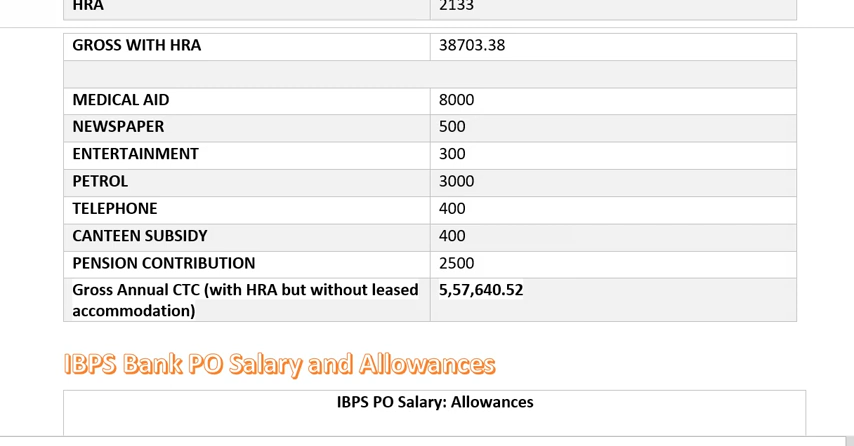 HRA 2133
GROSS WITH HRA 38703.38
MEDICAL AID 8000
NEWSPAPER 500
ENTERTAINMENT 300
PETROL 3000
TELEPHONE 400
CANTEEN SUBSIDY 400
PENSION CONTRIBUTION 2500
Gross Annual CTC (with HRA but without leased 5,57,640.52
accommodation)
IBPS Bank PO Salary and Allowances
IBPS PO Salary: Allowances